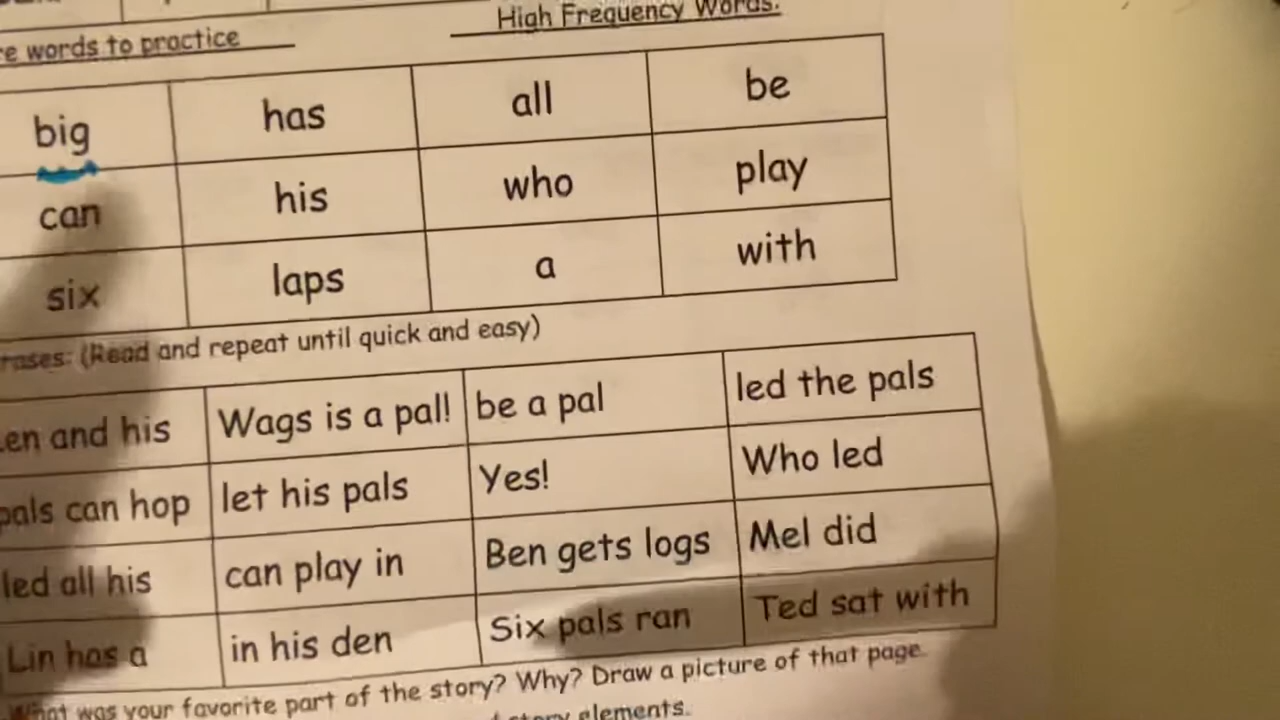 words to practice High Frequency Words:
big has all be
can his who play
six laps a with
(Read and repeat until quick and easy)
and his Wags is a pal! be a pal led the pals
pals can hop let his pals Yes! Who led
led all his can play in Ben gets logs Mel did
Lin has a in his den Six pals ran Ted sat with
What was your favorite part of the story? Why? Draw a picture of that page.
story elements.